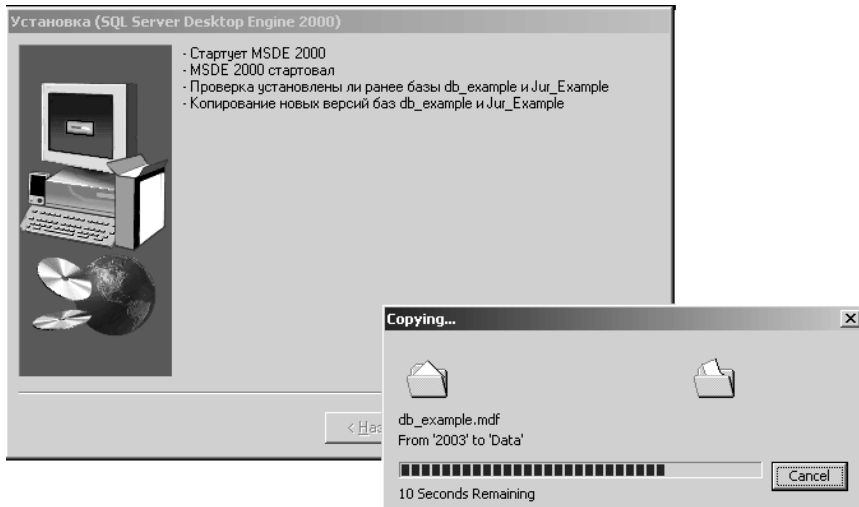 Установка (SQL Server Desktop Engine 2000)
- Стартует MSDE 2000
- MSDE 2000 стартовал
- Проверка установлены ли ранее базы db_example и Jur_Example
- Копирование новых версий баз db_example и Jur_Example
Copying...
db_example.mdf
From '2003' to 'Data'
Cancel
10 Seconds Remaining